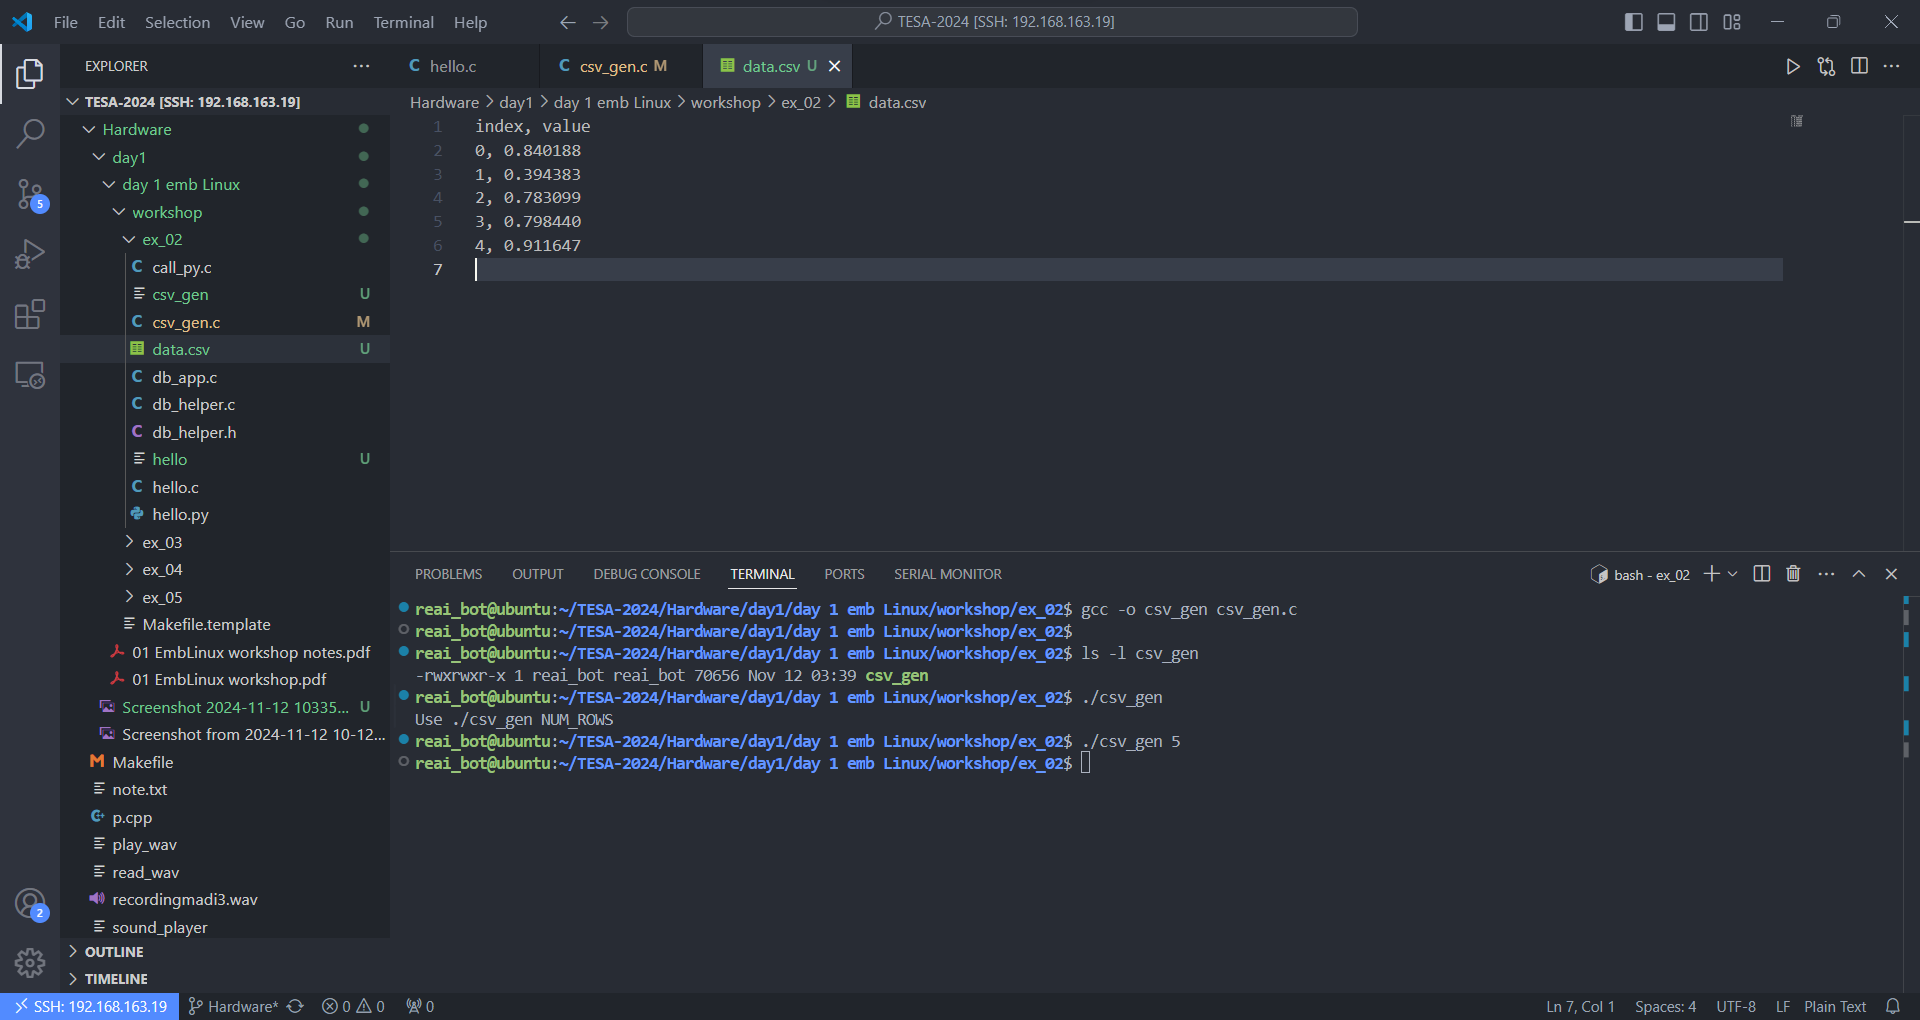 File Edit Selection View Go Run Terminal Help
TESA-2024 [SSH: 192.168.163.19]
EXPLORER
TESA-2024 [SSH: 192.168.163.19]
Hardware
day1
day 1 emb Linux
workshop
ex_02
C call_py.c
csv_gen U
C csv_gen.c M
data.csv U
C db_app.c
C db_helper.c
C db_helper.h
hello U
C hello.c
hello.py
ex_03
ex_04
ex_05
Makefile.template
01 EmbLinux workshop notes.pdf
01 EmbLinux workshop.pdf
Screenshot 2024-11-12 10335... U
Screenshot from 2024-11-12 10-12...
M Makefile
note.txt
p.cpp
play_wav
read_wav
recordingmadi3.wav
sound_player
OUTLINE
TIMELINE
5
2
C hello.c
C csv_gen.c M
data.csv U
Hardware > day1 > day 1 emb Linux > workshop > ex_02 > data.csv
1 index, value
2 0, 0.840188
3 1, 0.394383
4 2, 0.783099
5 3, 0.798440
6 4, 0.911647
7
PROBLEMS OUTPUT DEBUG CONSOLE TERMINAL PORTS SERIAL MONITOR
bash - ex_02
reai_bot@ubuntu:~/TESA-2024/Hardware/day1/day 1 emb Linux/workshop/ex_02$ gcc -o csv_gen csv_gen.c
reai_bot@ubuntu:~/TESA-2024/Hardware/day1/day 1 emb Linux/workshop/ex_02$
reai_bot@ubuntu:~/TESA-2024/Hardware/day1/day 1 emb Linux/workshop/ex_02$ ls -l csv_gen
-rwxrwxr-x 1 reai_bot reai_bot 70656 Nov 12 03:39 csv_gen
reai_bot@ubuntu:~/TESA-2024/Hardware/day1/day 1 emb Linux/workshop/ex_02$ ./csv_gen
Use ./csv_gen NUM_ROWS
reai_bot@ubuntu:~/TESA-2024/Hardware/day1/day 1 emb Linux/workshop/ex_02$ ./csv_gen 5
reai_bot@ubuntu:~/TESA-2024/Hardware/day1/day 1 emb Linux/workshop/ex_02$
SSH: 192.168.163.19 Hardware* 0 0 0
Ln 7, Col 1 Spaces: 4 UTF-8 LF Plain Text